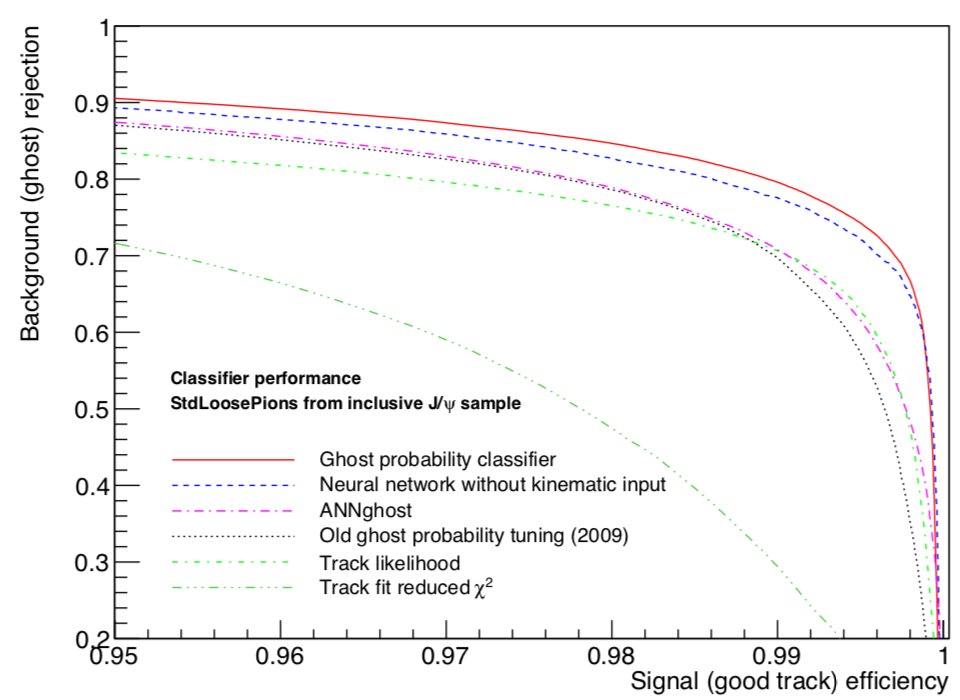 Background (ghost) rejection
1
0.9
0.8
0.7
0.6
0.5
0.4
0.3
0.2
Classifier performance
StdLoosePions from inclusive J/ψ sample
Ghost probability classifier
Neural network without kinematic input
ANNghost
Old ghost probability tuning (2009)
Track likelihood
Track fit reduced χ²
0.95 0.96 0.97 0.98 0.99 1
Signal (good track) efficiency